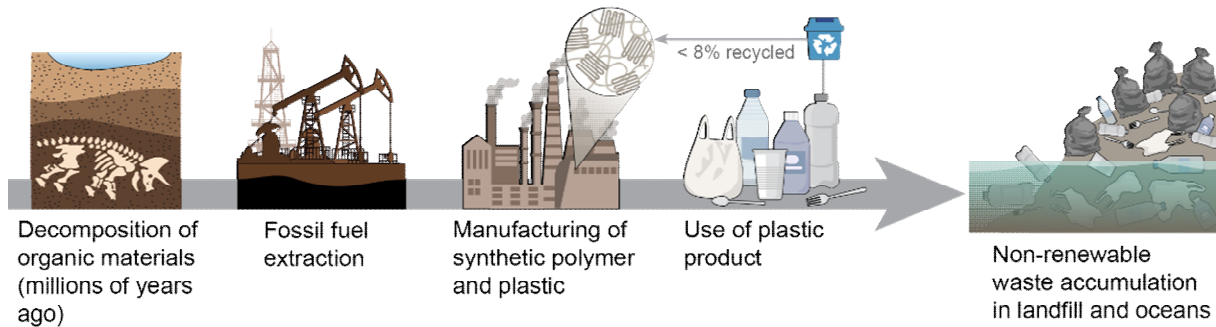 < 8% recycled
Decomposition of
organic materials
(millions of years
ago)
Fossil fuel
extraction
Manufacturing of
synthetic polymer
and plastic
Use of plastic
product
Non-renewable
waste accumulation
in landfill and oceans